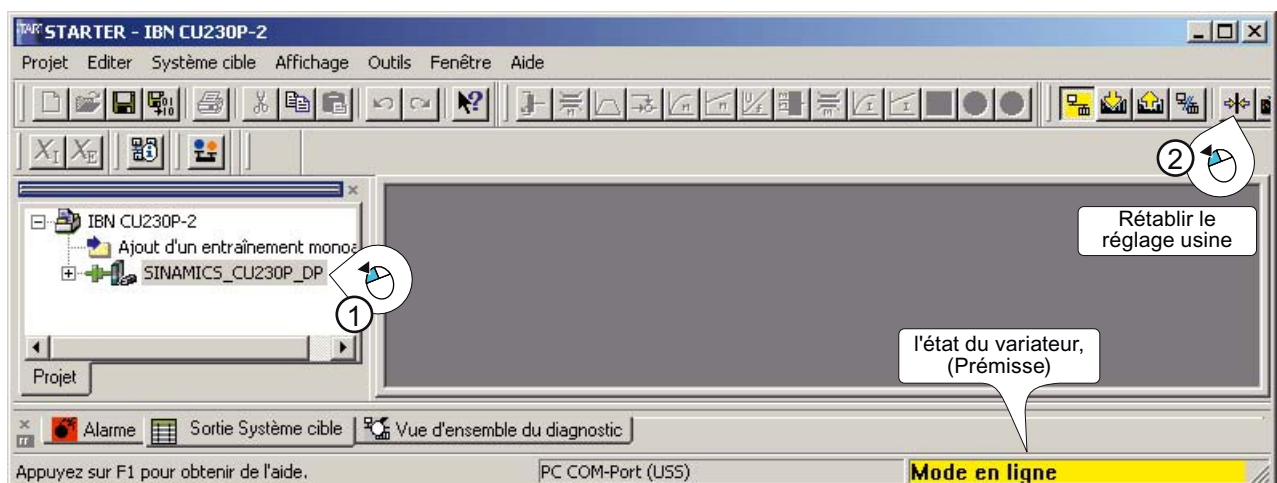 STARTER - IBN CU230P-2
Projet Editer Système cible Affichage Outils Fenêtre Aide
X_I X_E
2
Rétablir le
réglage usine
IBN CU230P-2
Ajout d'un entraînement monoa
SINAMICS_CU230P_DP
1
l'état du variateur,
(Prémisse)
Projet
Alarme Sortie Système cible Vue d'ensemble du diagnostic
Appuyez sur F1 pour obtenir de l'aide. PC COM-Port (USS) Mode en ligne